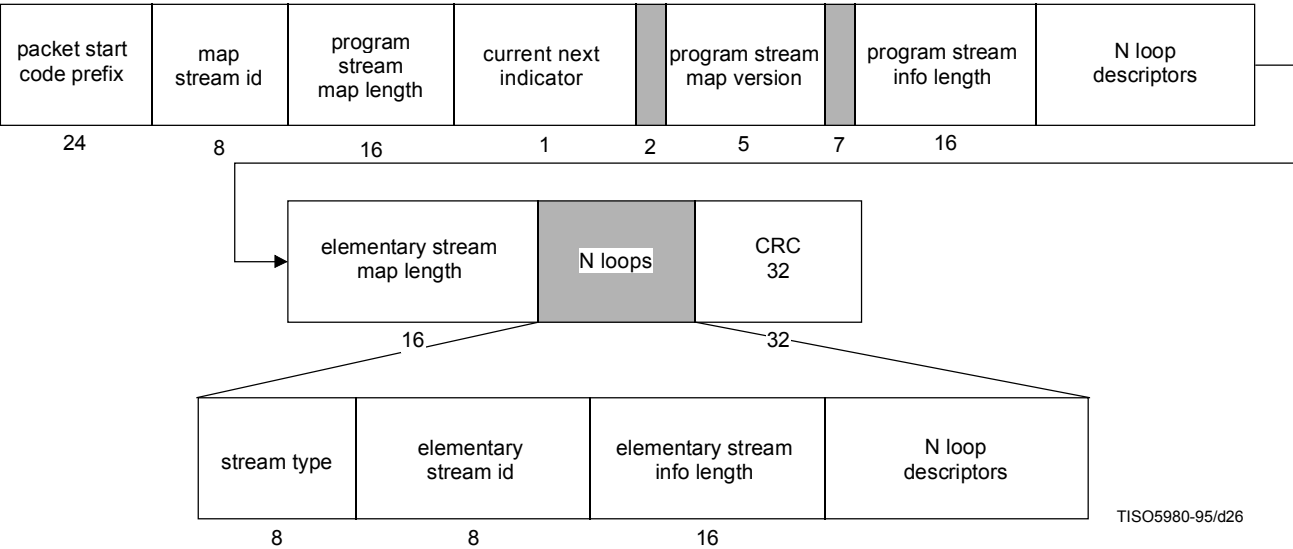 packet start
code prefix
map
stream id
program
stream
map length
current next
indicator
program stream
map version
program stream
info length
N loop
descriptors
24
8
16
1
2
5
7
16
elementary stream
map length
N loops
CRC
32
16
32
stream type
elementary
stream id
elementary stream
info length
N loop
descriptors
8
8
16
TISO5980-95/d26